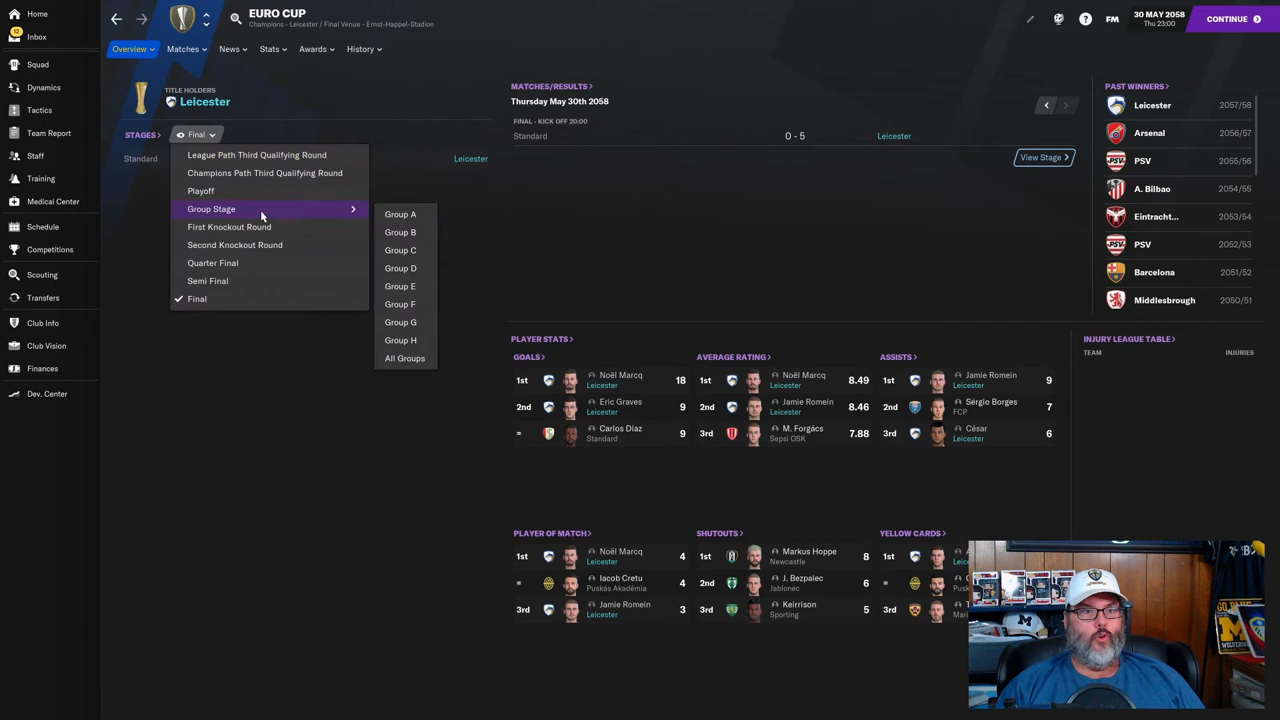 Home
12
Inbox
Squad
Dynamics
Tactics
Team Report
Staff
Training
Medical Center
Schedule
Competitions
Scouting
Transfers
Club Info
Club Vision
Finances
Dev. Center
EURO CUP
Champions - Leicester / Final Venue - Ernst-Happel-Stadion
FM
30 MAY 2058
Thu 23:00
CONTINUE
Overview
Matches
News
Stats
Awards
History
TITLE HOLDERS
Leicester
STAGES
Final
Standard
Leicester
League Path Third Qualifying Round
Champions Path Third Qualifying Round
Playoff
Group Stage
First Knockout Round
Second Knockout Round
Quarter Final
Semi Final
Final
Group A
Group B
Group C
Group D
Group E
Group F
Group G
Group H
All Groups
MATCHES/RESULTS
Thursday May 30th 2058
FINAL - KICK OFF 20:00
Standard 0 - 5 Leicester
View Stage
PAST WINNERS
Leicester 2057/58
Arsenal 2056/57
PSV 2055/56
A. Bilbao 2054/55
Eintracht... 2053/54
PSV 2052/53
Barcelona 2051/52
Middlesbrough 2050/51
PLAYER STATS
GOALS
1st Noël Marcq 18
Leicester
2nd Eric Graves 9
Leicester
= Carlos Díaz 9
Standard
AVERAGE RATING
1st Noël Marcq 8.49
Leicester
2nd Jamie Romein 8.46
Leicester
3rd M. Forgács 7.88
Sepsi OSK
ASSISTS
1st Jamie Romein 9
Leicester
2nd Sérgio Borges 7
FCP
3rd César 6
Leicester
INJURY LEAGUE TABLE
TEAM INJURIES
PLAYER OF MATCH
1st Noël Marcq 4
Leicester
= Iacob Cretu 4
Puskás Akadémia
3rd Jamie Romein 3
Leicester
SHUTOUTS
1st Markus Hoppe 8
Newcastle
2nd J. Bezpalec 6
Jablonec
3rd Keirrison 5
Sporting
YELLOW CARDS
1st
=
3rd
M
GO
BLUE
M